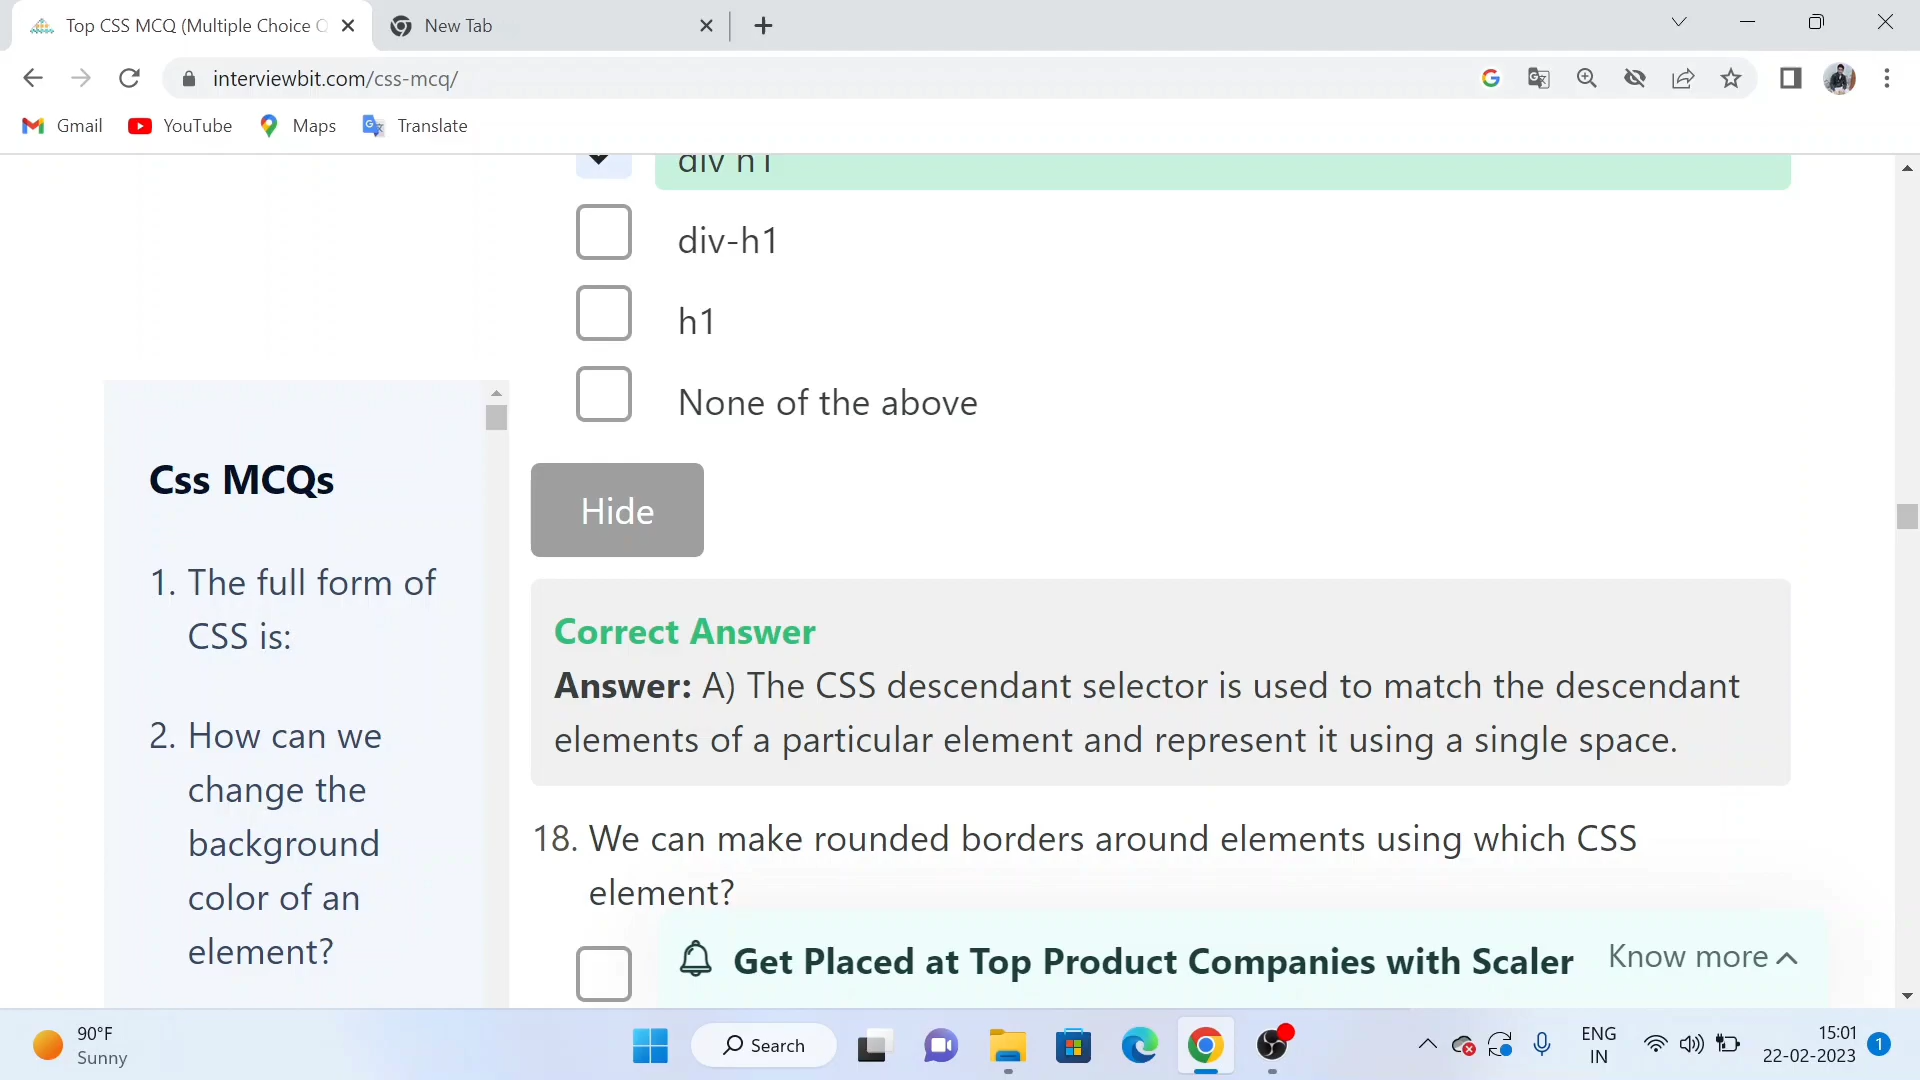 Top CSS MCQ (Multiple Choice Q
New Tab
interviewbit.com/css-mcq/
Gmail
YouTube
Maps
Translate
div h1
div-h1
h1
None of the above
Hide
Css MCQs
1. The full form of
CSS is:
2. How can we
change the
background
color of an
element?
Correct Answer
Answer: A) The CSS descendant selector is used to match the descendant
elements of a particular element and represent it using a single space.
18. We can make rounded borders around elements using which CSS
element?
Get Placed at Top Product Companies with Scaler
Know more
90°F
Sunny
Search
ENG
IN
15:01
22-02-2023
1